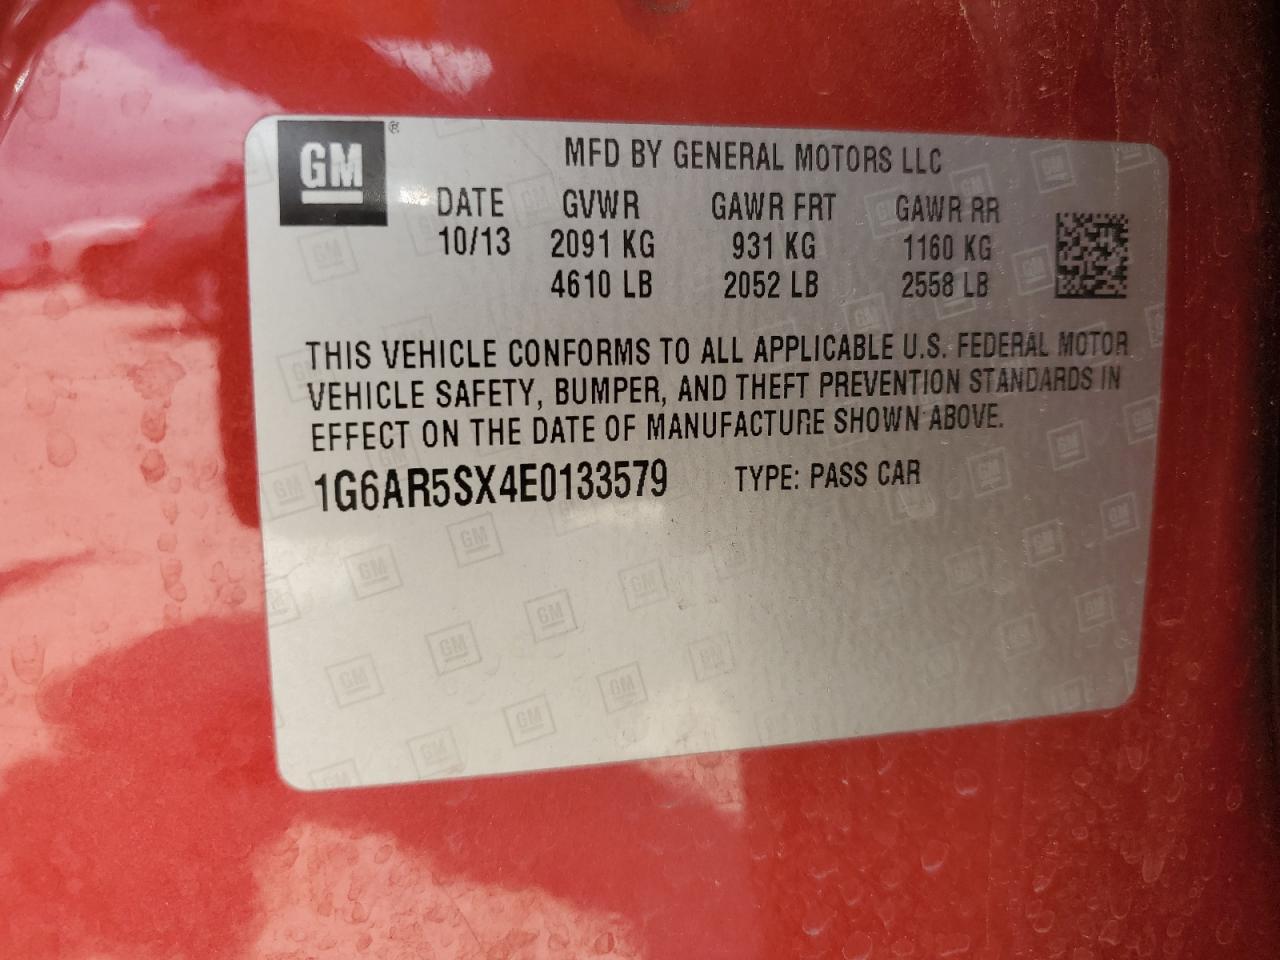 GM ®
MFD BY GENERAL MOTORS LLC
DATE GVWR GAWR FRT GAWR RR
10/13 2091 KG 931 KG 1160 KG
4610 LB 2052 LB 2558 LB
THIS VEHICLE CONFORMS TO ALL APPLICABLE U.S. FEDERAL MOTOR
VEHICLE SAFETY, BUMPER, AND THEFT PREVENTION STANDARDS IN
EFFECT ON THE DATE OF MANUFACTURE SHOWN ABOVE.
1G6AR5SX4E0133579 TYPE: PASS CAR